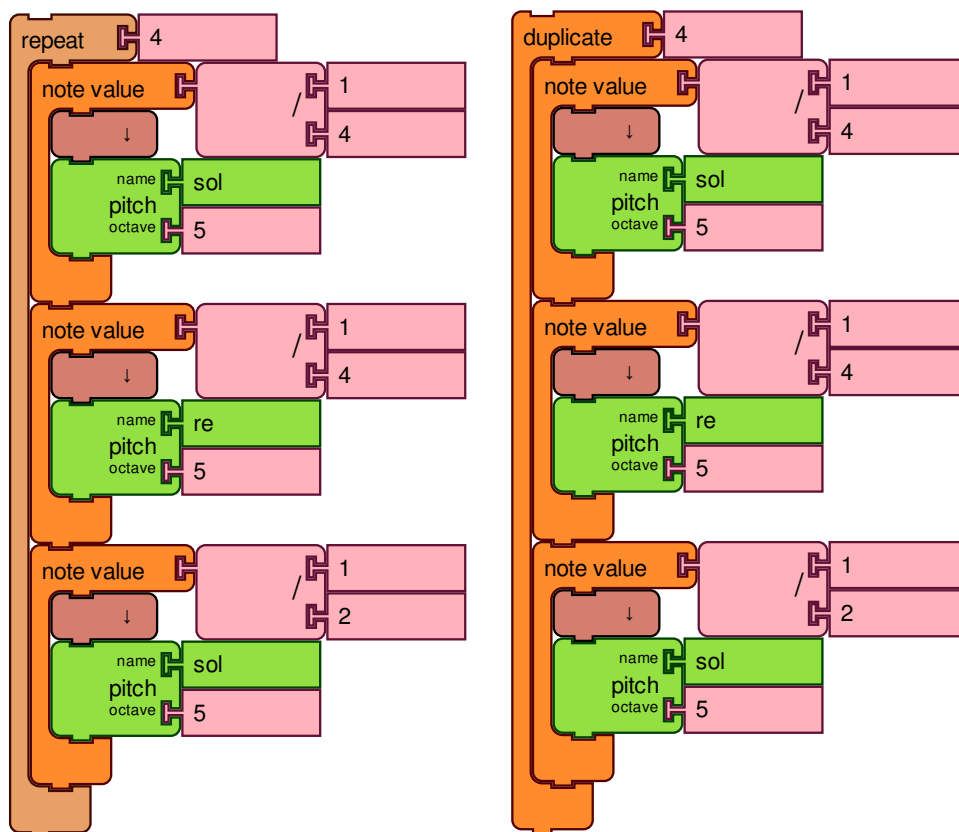 repeat 4
note value / 1
4
↓
name sol
pitch
octave 5
note value / 1
4
↓
name re
pitch
octave 5
note value / 1
2
↓
name sol
pitch
octave 5
duplicate 4
note value / 1
4
↓
name sol
pitch
octave 5
note value / 1
4
↓
name re
pitch
octave 5
note value / 1
2
↓
name sol
pitch
octave 5